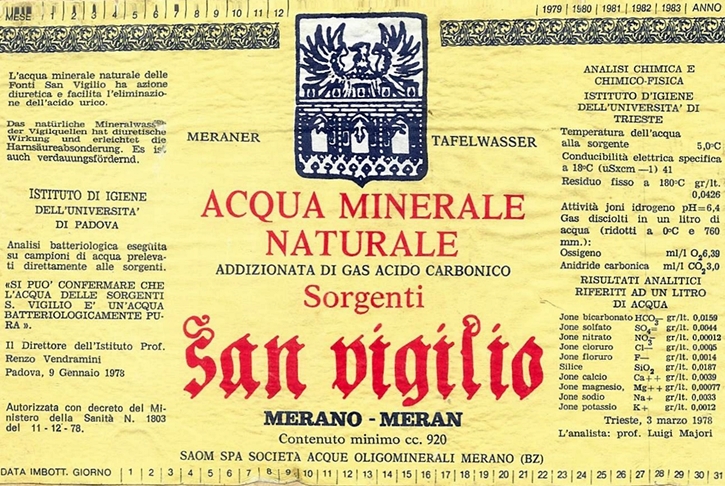 MESE 1 2 3 4 5 6 7 8 9 10 11 12
1979 | 1980 | 1981 | 1982 | 1983 | ANNO
L'acqua minerale naturale delle
Fonti San Vigilio ha azione
diuretica e facilita l'eliminazio-
ne dell'acido urico.
Das natürliche Mineralwasser
der Vigilquellen hat diuretische
Wirkung und erleichtet die
Harnsäureabsonderung. Es is
auch verdauungsfördernd.
ISTITUTO DI IGIENE
DELL'UNIVERSITA'
DI PADOVA
Analisi batteriologica eseguita
su campioni di acqua preleva-
ti direttamente alle sorgenti.
«SI PUO' CONFERMARE CHE
L'ACQUA DELLE SORGENTI
S. VIGILIO E' UN'ACQUA
BATTERIOLOGICAMENTE PU-
RA ».
Il Direttore dell'Istituto Prof.
Renzo Vendramini
Padova, 9 Gennaio 1978
Autorizzata con decreto del Mi-
nistero della Sanità N. 1803
del 11 - 12 - 78.
MERANER TAFELWASSER
ACQUA MINERALE
NATURALE
ADDIZIONATA DI GAS ACIDO CARBONICO
Sorgenti
San vigilio
MERANO - MERAN
Contenuto minimo cc. 920
SAOM SPA SOCIETA ACQUE OLIGOMINERALI MERANO (BZ)
ANALISI CHIMICA E
CHIMICO-FISICA
ISTITUTO D'IGIENE
DELL'UNIVERSITA' DI
TRIESTE
Temperatura dell'acqua
alla sorgente 5,0°C
Conducibilità elettrica specifica
a 18°C (uSxcm —1) 41
Residuo fisso a 180°C gr/lt.
0,0426
Attività joni idrogeno pH=6,4
Gas disciolti in un litro di
acqua (ridotti a 0°C e 760
mm.):
Ossigeno ml/l O₂6,39
Anidride carbonica ml/l CO₂3,0
RISULTATI ANALITICI
RIFERITI AD UN LITRO
DI ACQUA
Jone bicarbonato HCO₃— gr/lt. 0,0159
Jone solfato SO₄= gr/lt. 0,0044
Jone nitrato NO₃— gr/lt. 0,0012
Jone cloruro Cl— gr/lt. 0,0005
Jone floruro F— gr/lt. 0,0014
Silice SiO₂ gr/lt. 0,0187
Jone calcio Ca++ gr/lt. 0,0039
Jone magnesio, Mg++ gr/lt. 0,00077
Jone sodio Na+ gr/lt. 0,0033
Jone potassio K+ gr/lt. 0,0012
Trieste, 3 marzo 1978
L'analista: prof. Luigi Majori
DATA IMBOTT. GIORNO | 1 2 3 4 5 6 7 8 9 10 11 12 13 14 15 16 17 18 19 20 21 22 23 24 25 26 27 28 29 30 31